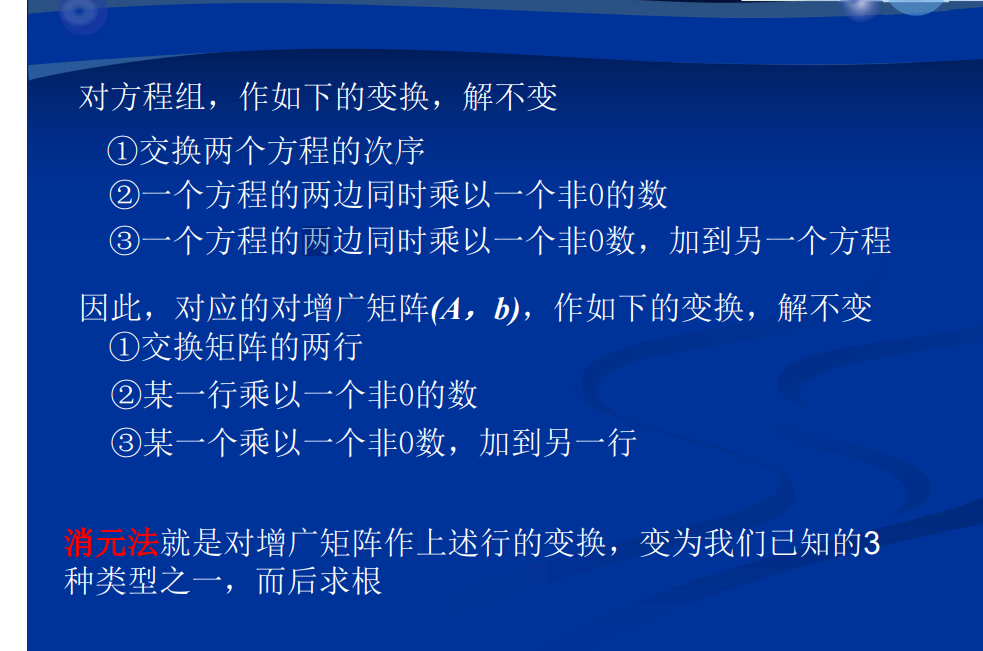 对方程组，作如下的变换，解不变
①交换两个方程的次序
②一个方程的两边同时乘以一个非0的数
③一个方程的两边同时乘以一个非0数，加到另一个方程
因此，对应的对增广矩阵(A，b)，作如下的变换，解不变
①交换矩阵的两行
②某一行乘以一个非0的数
③某一个乘以一个非0数，加到另一行
消元法就是对增广矩阵作上述行的变换，变为我们已知的3
种类型之一，而后求根